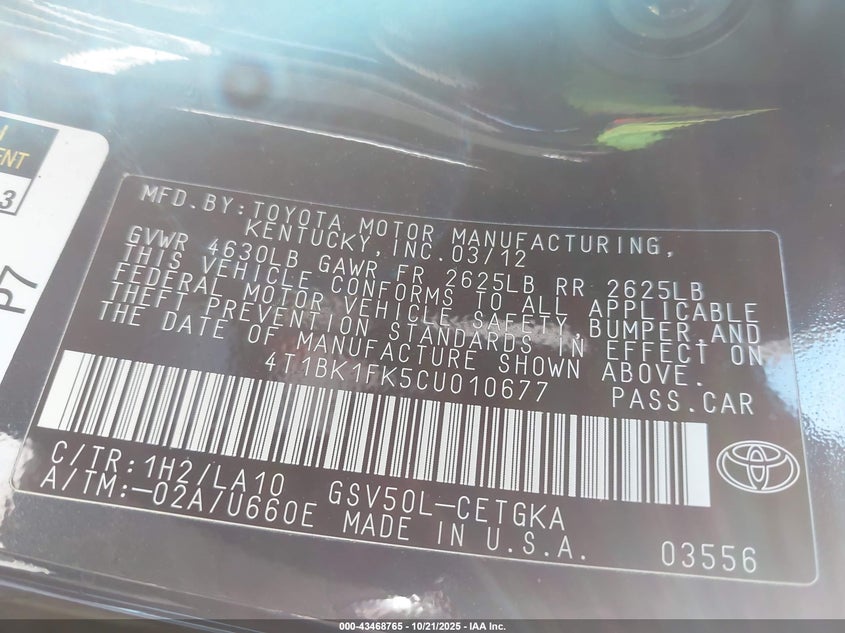 ENT
3
P7
MFD.BY:TOYOTA MOTOR MANUFACTURING,
KENTUCKY,INC.03/12
GVWR 4630LB GAWR FR 2625LB RR 2625LB
THIS VEHICLE CONFORMS TO ALL APPLICABLE
FEDERAL MOTOR VEHICLE SAFETY,BUMPER,AND
THEFT PREVENTION STANDARDS IN EFFECT ON
THE DATE OF MANUFACTURE SHOWN ABOVE.
4T1BK1FK5CU010677 PASS.CAR
C/TR:1H2/LA10 GSV50L-CETGKA
A/TM:-02A/U660E MADE IN U.S.A. 03556
000-43468765 - 10/21/2025 - IAA Inc.